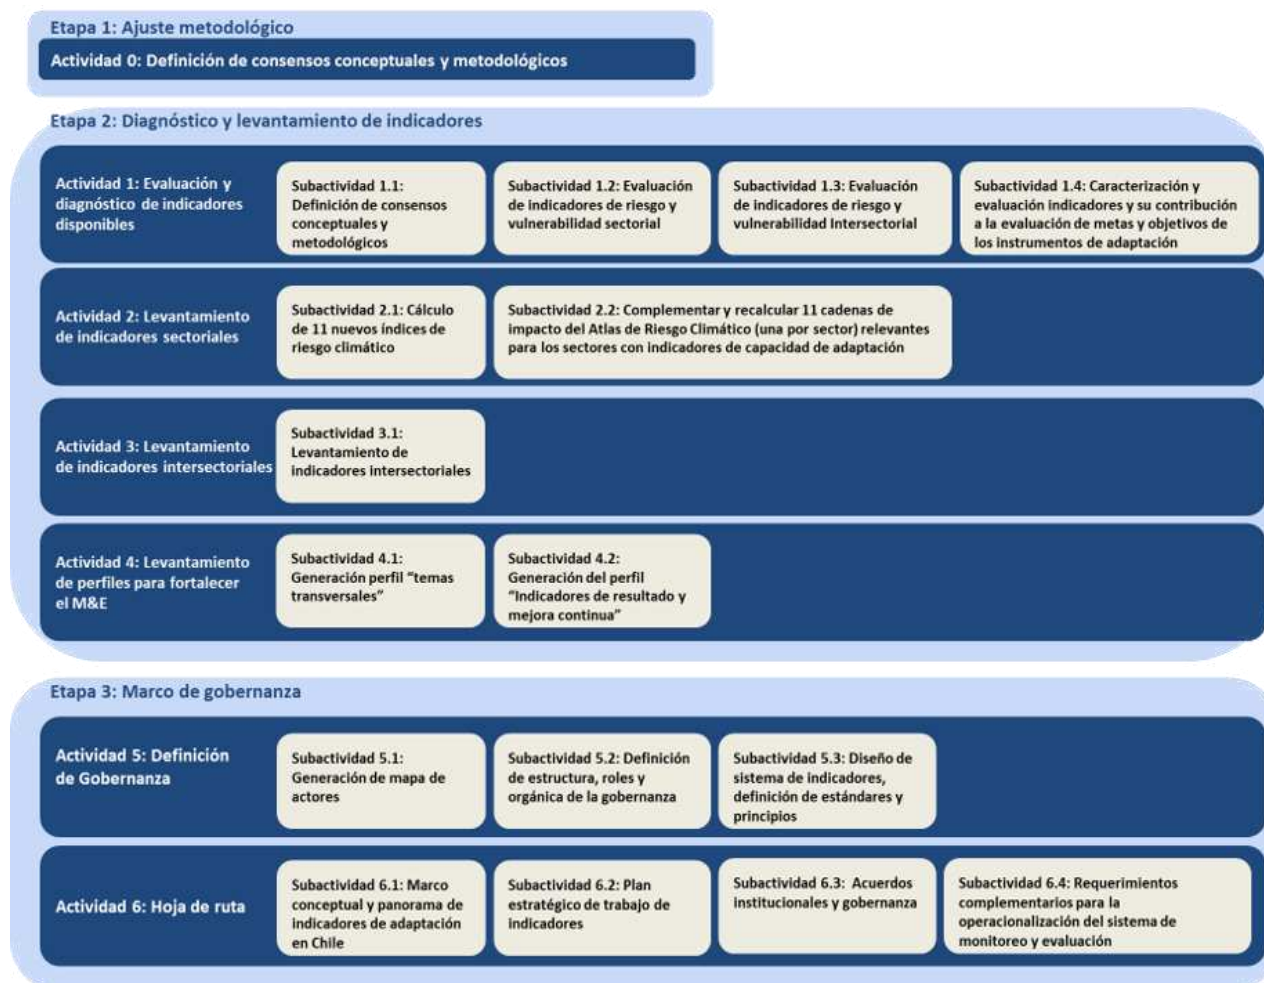 Etapa 1: Ajuste metodológico
Actividad 0: Definición de consensos conceptuales y metodológicos
Etapa 2: Diagnóstico y levantamiento de indicadores
Actividad 1: Evaluación y
diagnóstico de indicadores
disponibles
Subactividad 1.1:
Definición de consensos
conceptuales y
metodológicos
Subactividad 1.2: Evaluación
de indicadores de riesgo y
vulnerabilidad sectorial
Subactividad 1.3: Evaluación
de indicadores de riesgo y
vulnerabilidad Intersectorial
Subactividad 1.4: Caracterización y
evaluación indicadores y su contribución
a la evaluación de metas y objetivos de
los instrumentos de adaptación
Actividad 2: Levantamiento
de indicadores sectoriales
Subactividad 2.1: Cálculo
de 11 nuevos índices de
riesgo climático
Subactividad 2.2: Complementar y recalcular 11 cadenas de
impacto del Atlas de Riesgo Climático (una por sector) relevantes
para los sectores con indicadores de capacidad de adaptación
Actividad 3: Levantamiento
de indicadores intersectoriales
Subactividad 3.1:
Levantamiento de
indicadores intersectoriales
Actividad 4: Levantamiento
de perfiles para fortalecer
el M&E
Subactividad 4.1:
Generación perfil “temas
transversales”
Subactividad 4.2:
Generación del perfil
“Indicadores de resultado y
mejora continua”
Etapa 3: Marco de gobernanza
Actividad 5: Definición
de Gobernanza
Subactividad 5.1:
Generación de mapa de
actores
Subactividad 5.2: Definición
de estructura, roles y
orgánica de la gobernanza
Subactividad 5.3: Diseño de
sistema de indicadores,
definición de estándares y
principios
Actividad 6: Hoja de ruta
Subactividad 6.1: Marco
conceptual y panorama de
indicadores de adaptación
en Chile
Subactividad 6.2: Plan
estratégico de trabajo de
indicadores
Subactividad 6.3: Acuerdos
institucionales y gobernanza
Subactividad 6.4: Requerimientos
complementarios para la
operacionalización del sistema de
monitoreo y evaluación